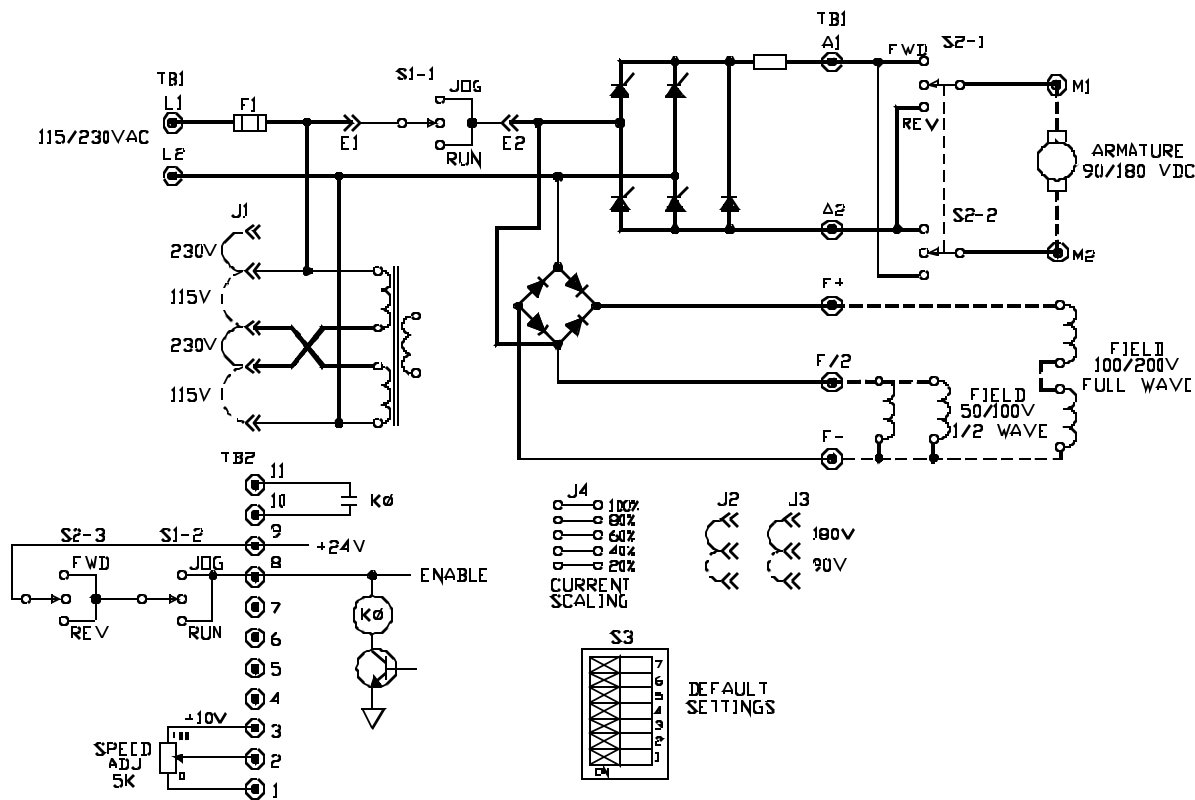 TB1
A1
FWD
S2-1
TB1
L1
F1
S1-1
JOG
M1
115/230VAC
E1
E2
REV
RUN
ARMATURE
90/180 VDC
L2
J1
A2
S2-2
230V
M2
F+
115V
230V
F/2
FIELD
100/200V
FULL WAVE
115V
FIELD
50/100V
1/2 WAVE
F-
TB2
11
10
KØ
9
S2-3
S1-2
+24V
FWD
JOG
8
ENABLE
REV
RUN
7
KØ
6
5
4
+10V
3
100
SPEED
ADJ
5K
2
0
1
J4
100%
80%
60%
40%
20%
CURRENT
SCALING
J2
J3
180V
90V
S3
7
6
5
4
3
2
1
ON
DEFAULT
SETTINGS